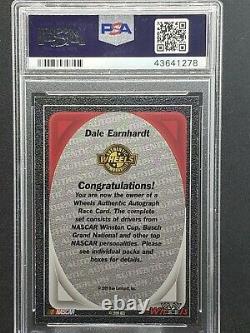 PSA
43641278
Dale Earnhardt
WHEELS
Congratulations!
You are now the owner of a
Wheels Authentic Autograph
Race Card. The complete
set consists of drivers from
NASCAR Winston Cup, Busch
Grand National and other top
NASCAR personalities. Please
see individual packs and
boxes for details.